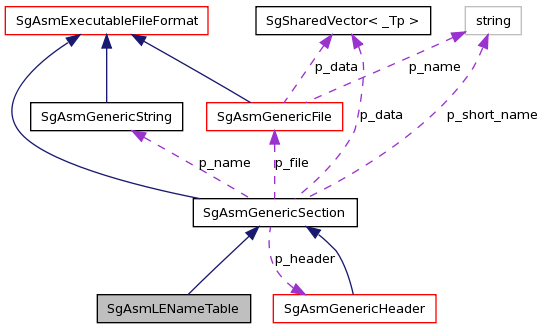 SgAsmExecutableFileFormat
SgSharedVector< _Tp >
string
p_data
p_name
SgAsmGenericString
SgAsmGenericFile
p_data
p_short_name
p_name
p_file
SgAsmGenericSection
p_header
SgAsmLENameTable
SgAsmGenericHeader